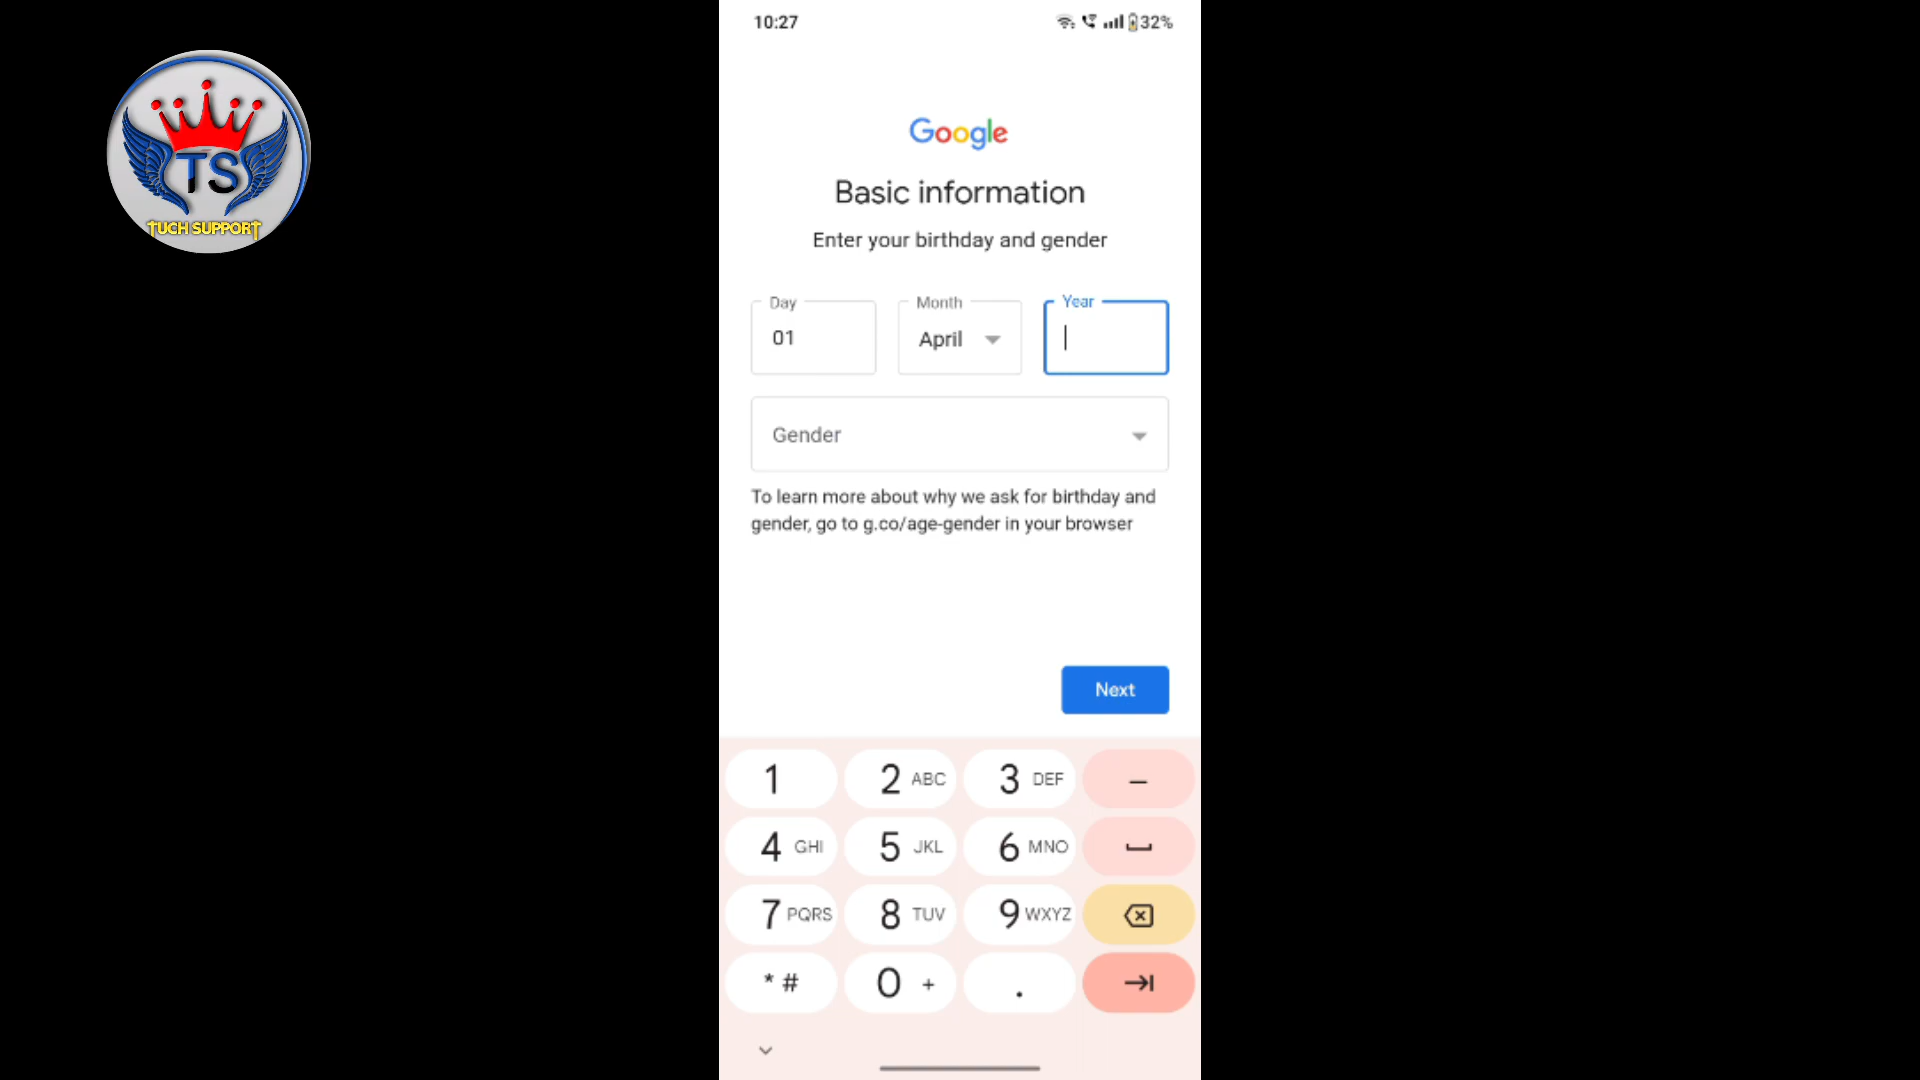 10:27
32%
TS
TUCH SUPPORT
Google
Basic information
Enter your birthday and gender
Day
Month
Year
01
April
Gender
To learn more about why we ask for birthday and
gender, go to g.co/age-gender in your browser
Next
1
2 ABC
3 DEF
–
4 GHI
5 JKL
6 MNO
7 PQRS
8 TUV
9 WXYZ
* #
0 +
.